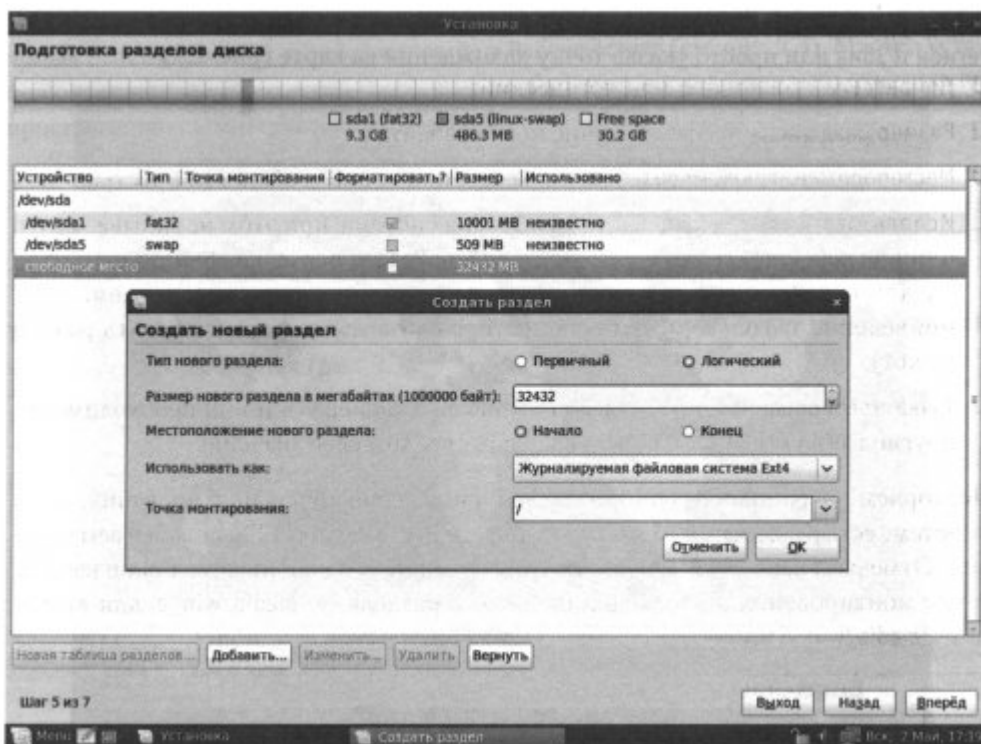 Установка
Подготовка разделов диска
sda1 (fat32) sda5 (linux-swap) Free space
9.3 GB 486.3 MB 30.2 GB
Устройство Тип Точка монтирования Форматировать? Размер Использовано
/dev/sda
/dev/sda1 fat32 10001 MB неизвестно
/dev/sda5 swap 509 MB неизвестно
свободное место 32432 MB
Создать раздел
Создать новый раздел
Тип нового раздела: Первичный Логический
Размер нового раздела в мегабайтах (1000000 байт): 32432
Местоположение нового раздела: Начало Конец
Использовать как: Журналируемая файловая система Ext4
Точка монтирования: /
Отменить OK
Новая таблица разделов... Добавить... Изменить... Удалить Вернуть
Шаг 5 из 7
Выход Назад Вперёд
Menu Установка Создать раздел Вск, 2 Май, 17:19